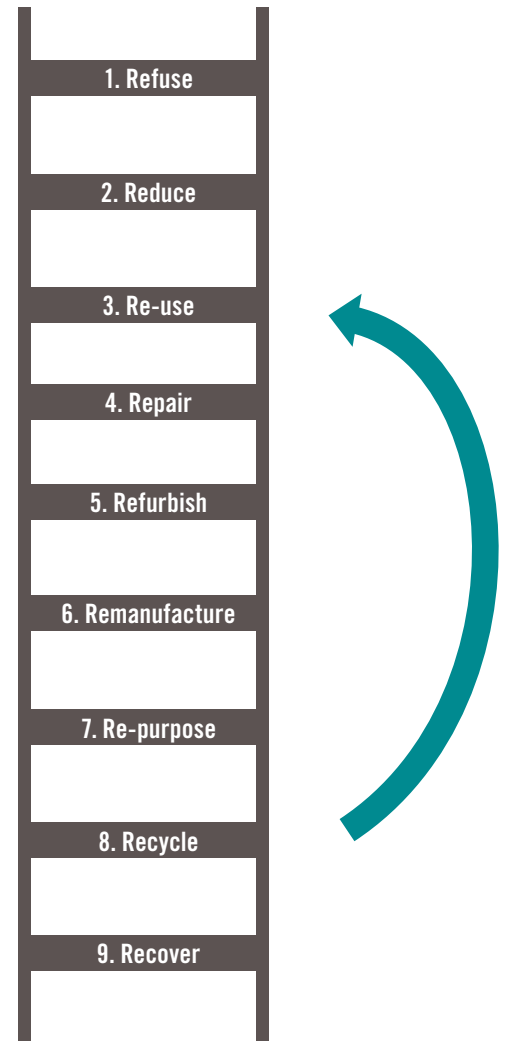 1. Refuse
2. Reduce
3. Re-use
4. Repair
5. Refurbish
6. Remanufacture
7. Re-purpose
8. Recycle
9. Recover